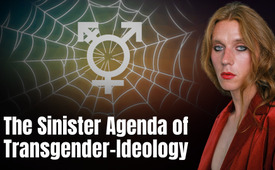 The Sinister Agenda of
Transgender-Ideology